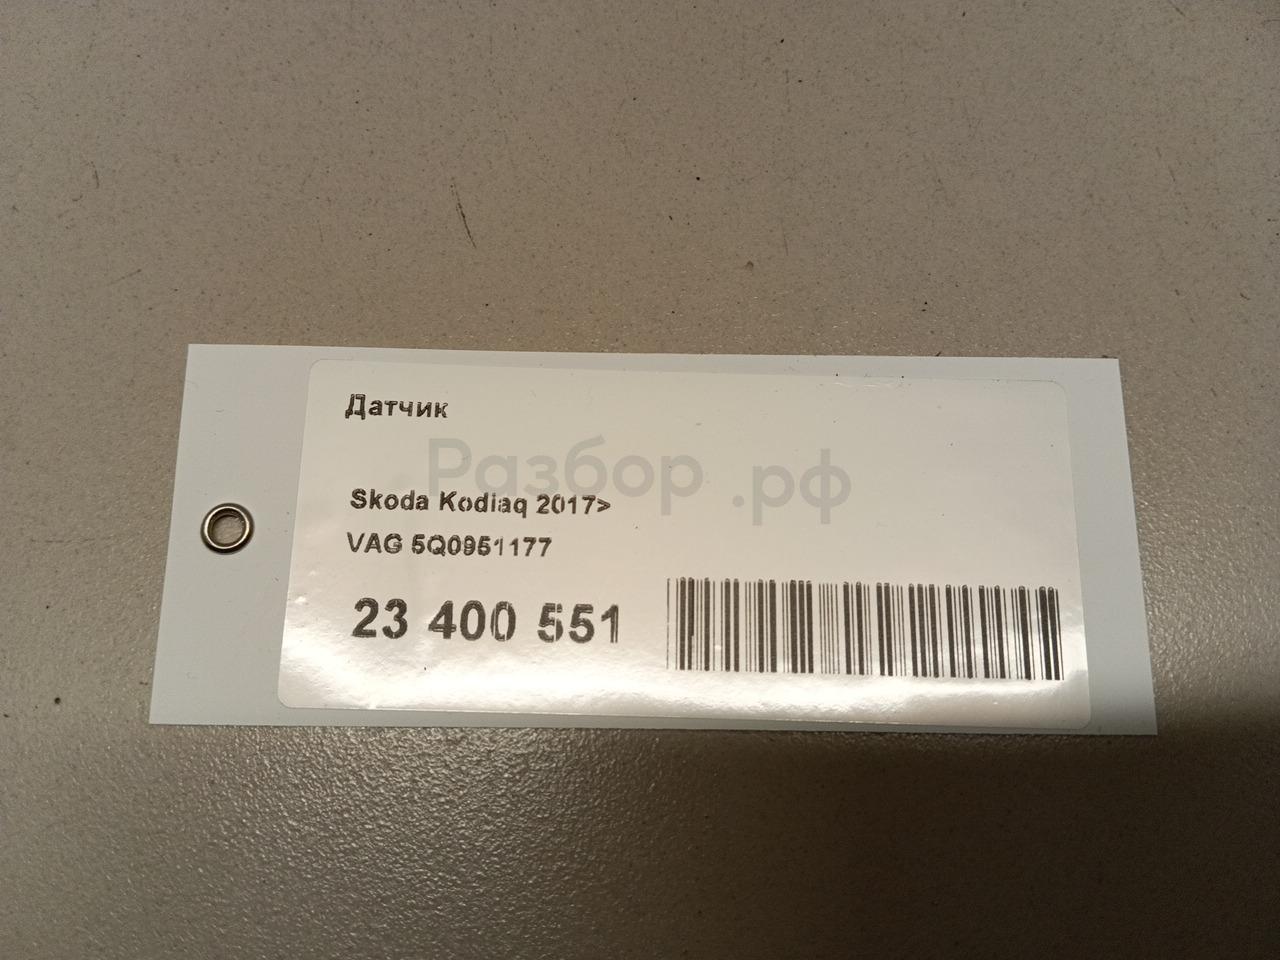 Датчик
Разбор.рф
Skoda Kodiaq 2017>
VAG 5Q0951177
23 400 551